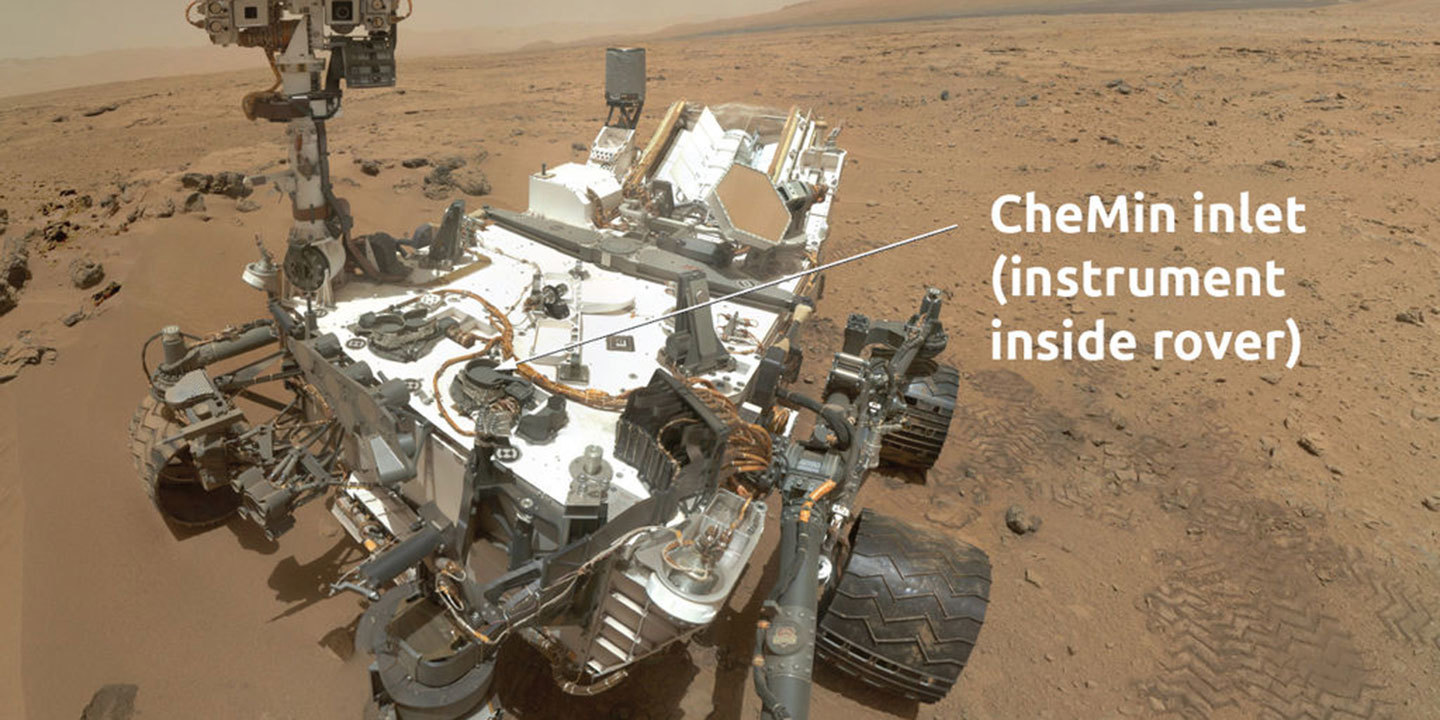 CheMin inlet
(instrument
inside rover)